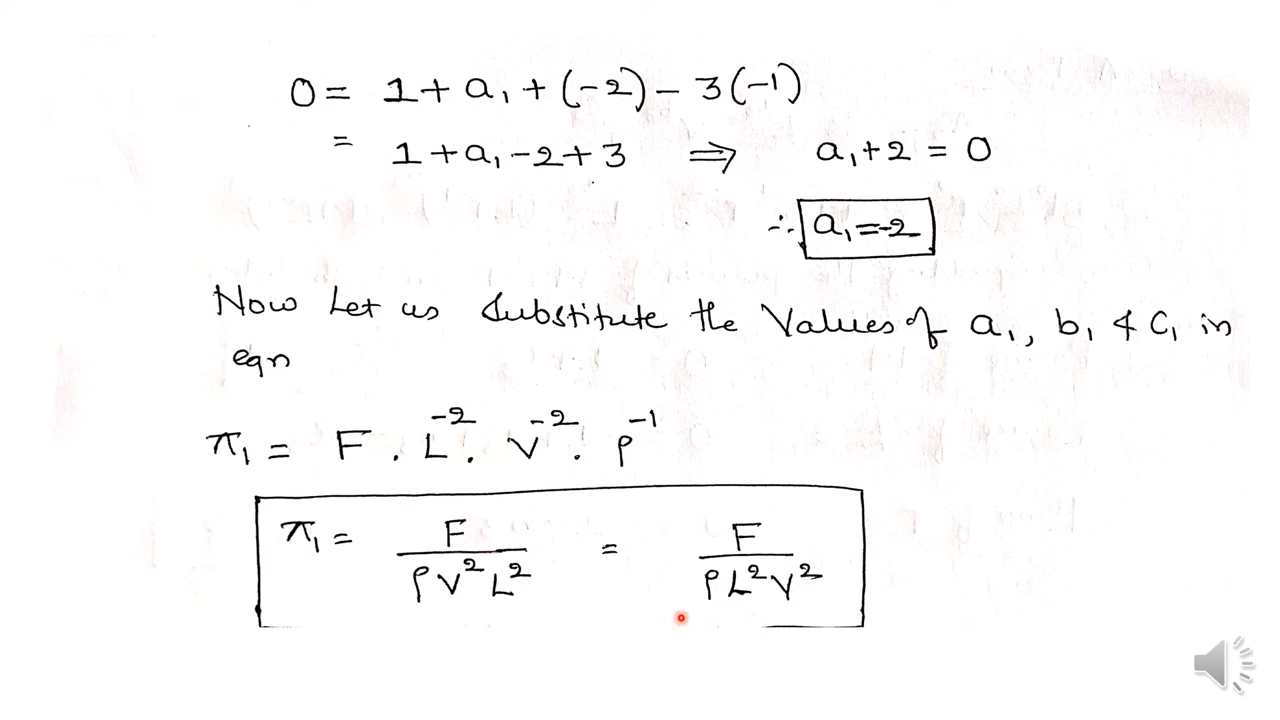 0 = 1 + a₁ + (-2) - 3(-1)
= 1 + a₁ - 2 + 3 ⇒ a₁ + 2 = 0
∴ a₁ = -2
Now Let us Substitute the Values of a₁, b₁ & c₁ in
eqn
π₁ = F . L⁻² . V⁻² . ρ⁻¹
π₁ = F / ρV²L² = F / ρL²V²